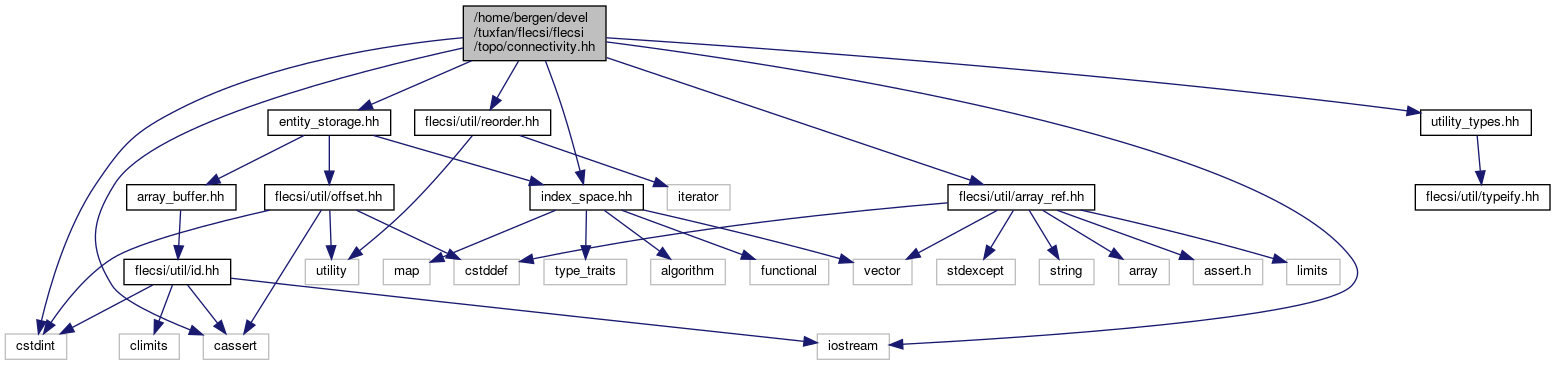 /home/bergen/devel
/tuxfan/flecsi/flecsi
/topo/connectivity.hh
entity_storage.hh
flecsi/util/reorder.hh
utility_types.hh
array_buffer.hh
flecsi/util/offset.hh
index_space.hh
iterator
flecsi/util/array_ref.hh
flecsi/util/typeify.hh
flecsi/util/id.hh
utility
map
cstddef
type_traits
algorithm
functional
vector
stdexcept
string
array
assert.h
limits
cstdint
climits
cassert
iostream